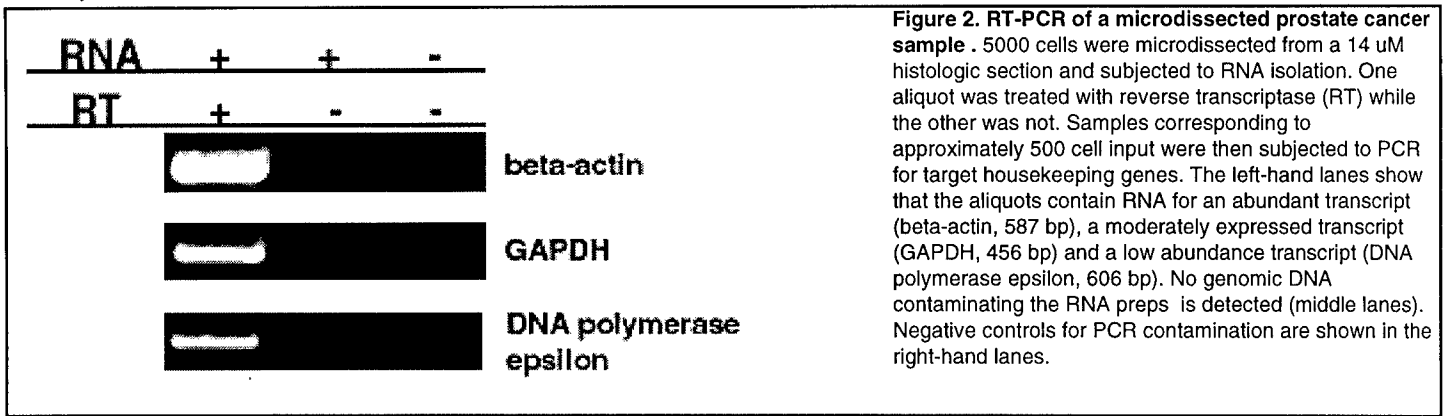 RNA + + -
RT + - -
beta-actin
GAPDH
DNA polymerase
epsilon
Figure 2. RT-PCR of a microdissected prostate cancer
sample . 5000 cells were microdissected from a 14 uM
histologic section and subjected to RNA isolation. One
aliquot was treated with reverse transcriptase (RT) while
the other was not. Samples corresponding to
approximately 500 cell input were then subjected to PCR
for target housekeeping genes. The left-hand lanes show
that the aliquots contain RNA for an abundant transcript
(beta-actin, 587 bp), a moderately expressed transcript
(GAPDH, 456 bp) and a low abundance transcript (DNA
polymerase epsilon, 606 bp). No genomic DNA
contaminating the RNA preps is detected (middle lanes).
Negative controls for PCR contamination are shown in the
right-hand lanes.